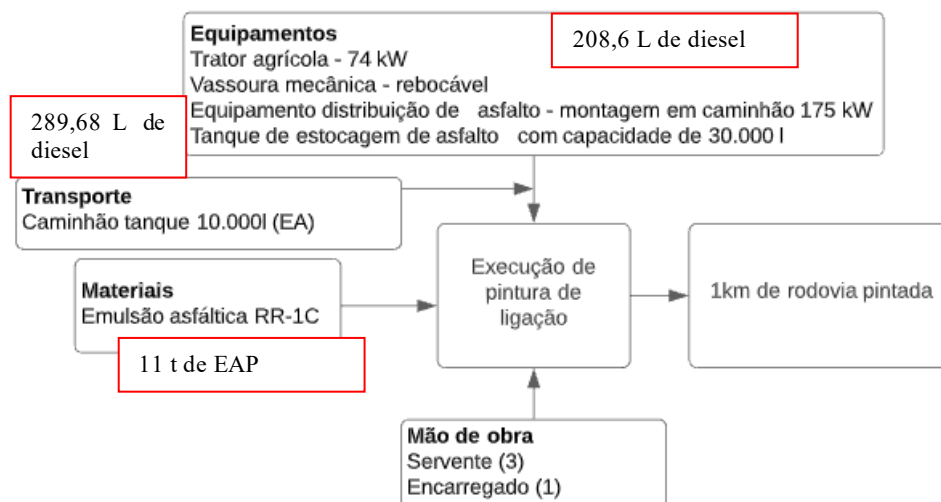 Equipamentos
Trator agrícola - 74 kW
Vassoura mecânica - rebocável
Equipamento distribuição de asfalto - montagem em caminhão 175 kW
Tanque de estocagem de asfalto com capacidade de 30.000 l
208,6 L de diesel
289,68 L de
diesel
Transporte
Caminhão tanque 10.000l (EA)
Materiais
Emulsão asfáltica RR-1C
11 t de EAP
Execução de
pintura de
ligação
1km de rodovia pintada
Mão de obra
Servente (3)
Encarregado (1)